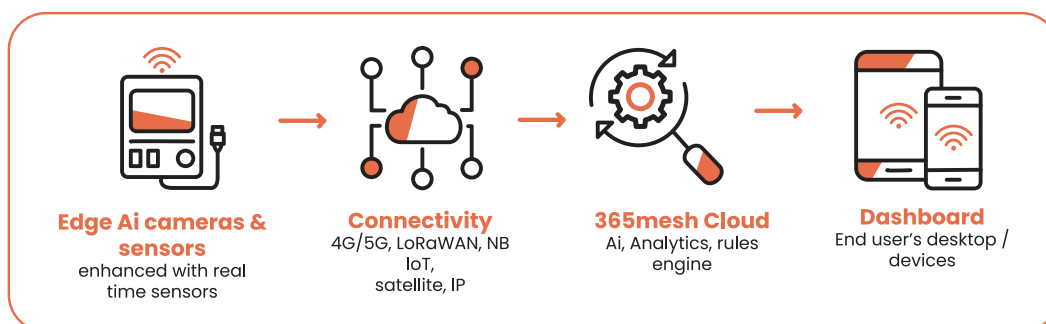 Edge Ai cameras &
sensors
enhanced with real
time sensors
Connectivity
4G/5G, LoRaWAN, NB
IoT,
satellite, IP
365mesh Cloud
Ai, Analytics, rules
engine
Dashboard
End user's desktop /
devices